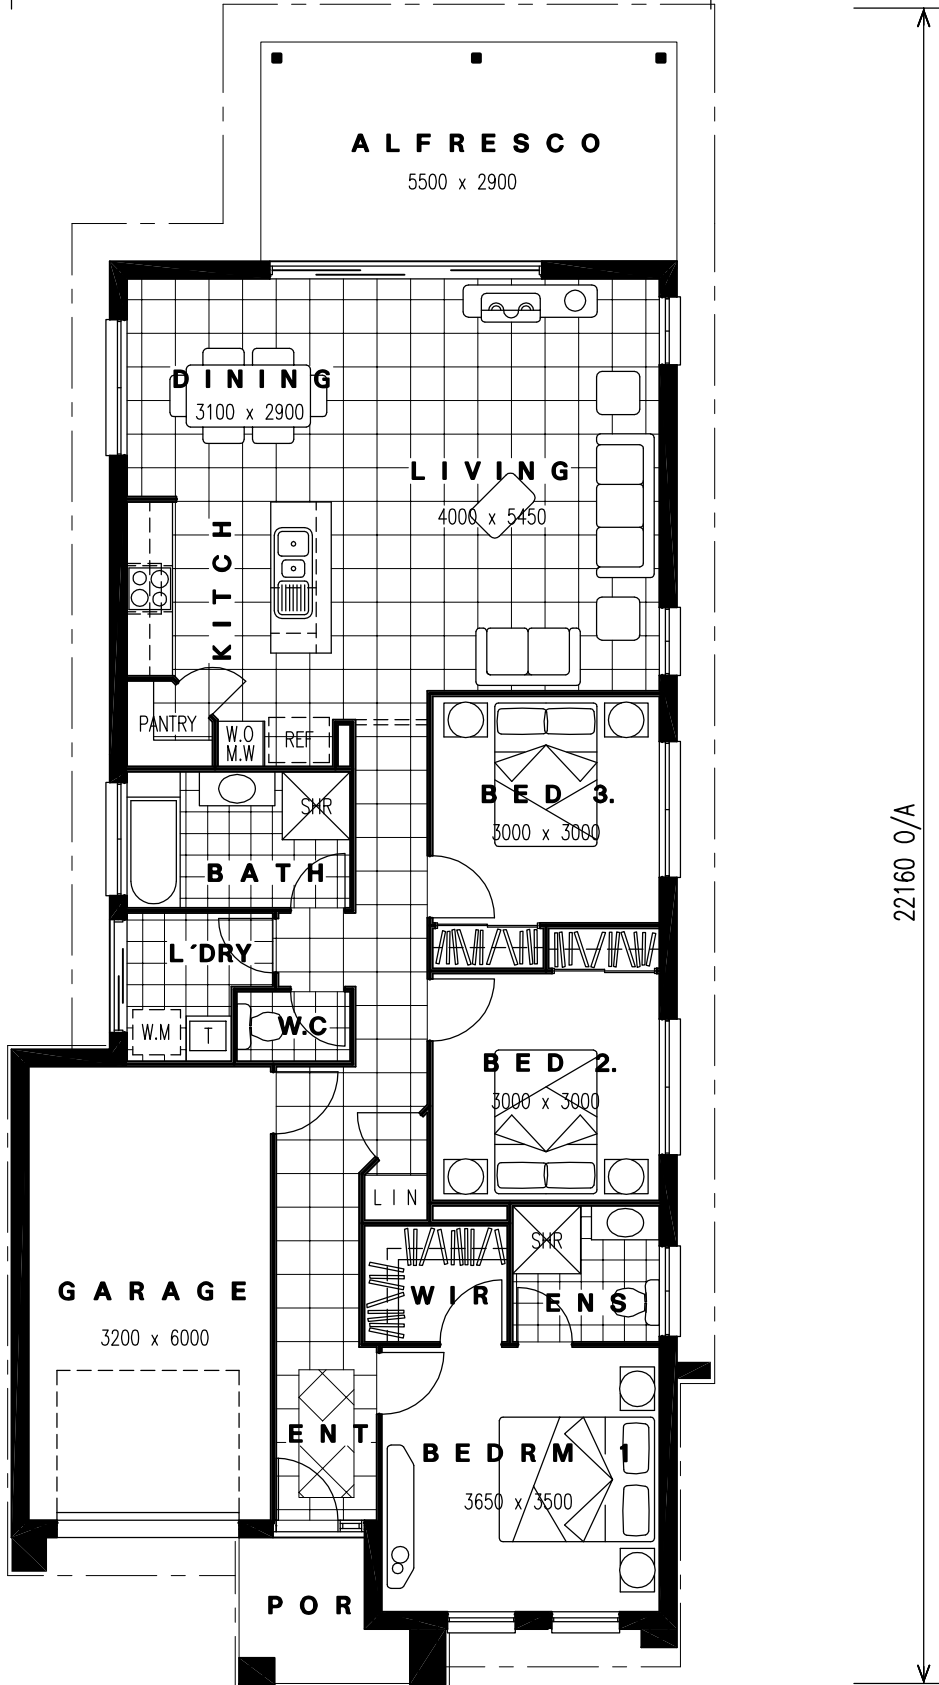 ALFRESCO
5500 x 2900
DINING
3100 x 2900
LIVING
4000 x 5450
KITCH
PANTRY
W.O
M.W
REF
BED 3.
3000 x 3000
SHR
BATH
22160 O/A
L'DRY
W.M
T
W.C
BED 2.
3000 x 3000
LIN
SHR
WIR
ENS
GARAGE
3200 x 6000
ENT
BEDRM 1
3650 x 3500
POR